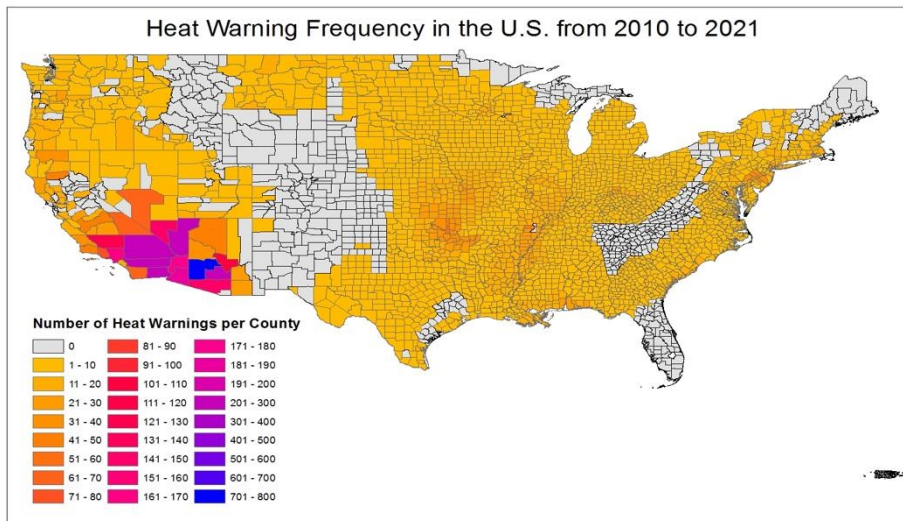 Heat Warning Frequency in the U.S. from 2010 to 2021
Number of Heat Warnings per County
0
1 - 10
11 - 20
21 - 30
31 - 40
41 - 50
51 - 60
61 - 70
71 - 80
81 - 90
91 - 100
101 - 110
111 - 120
121 - 130
131 - 140
141 - 150
151 - 160
161 - 170
171 - 180
181 - 190
191 - 200
201 - 300
301 - 400
401 - 500
501 - 600
601 - 700
701 - 800